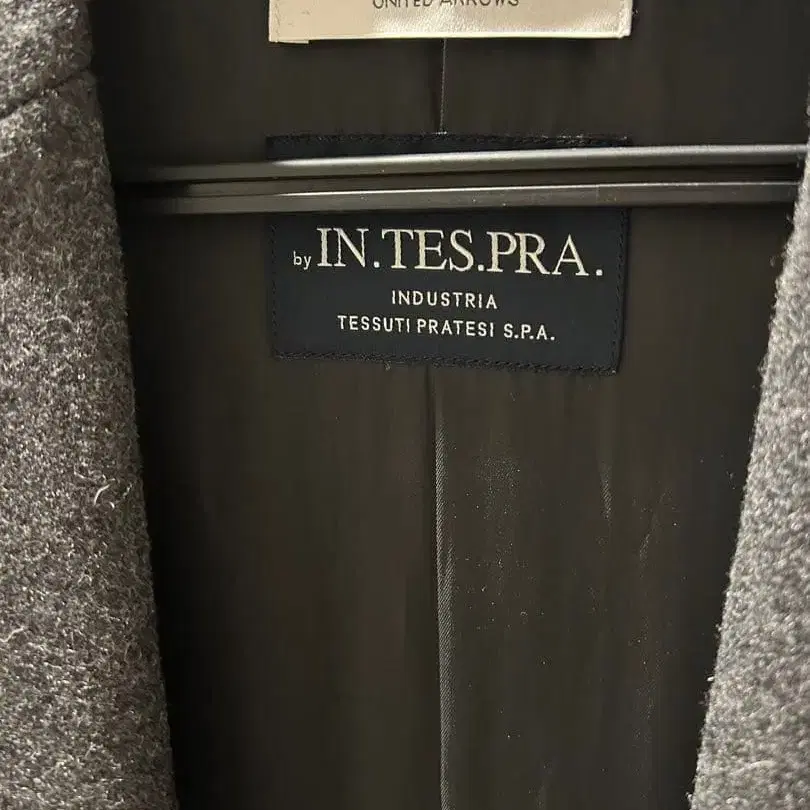 UNITED ARROWS
by IN.TES.PRA.
INDUSTRIA
TESSUTI PRATESI S.P.A.